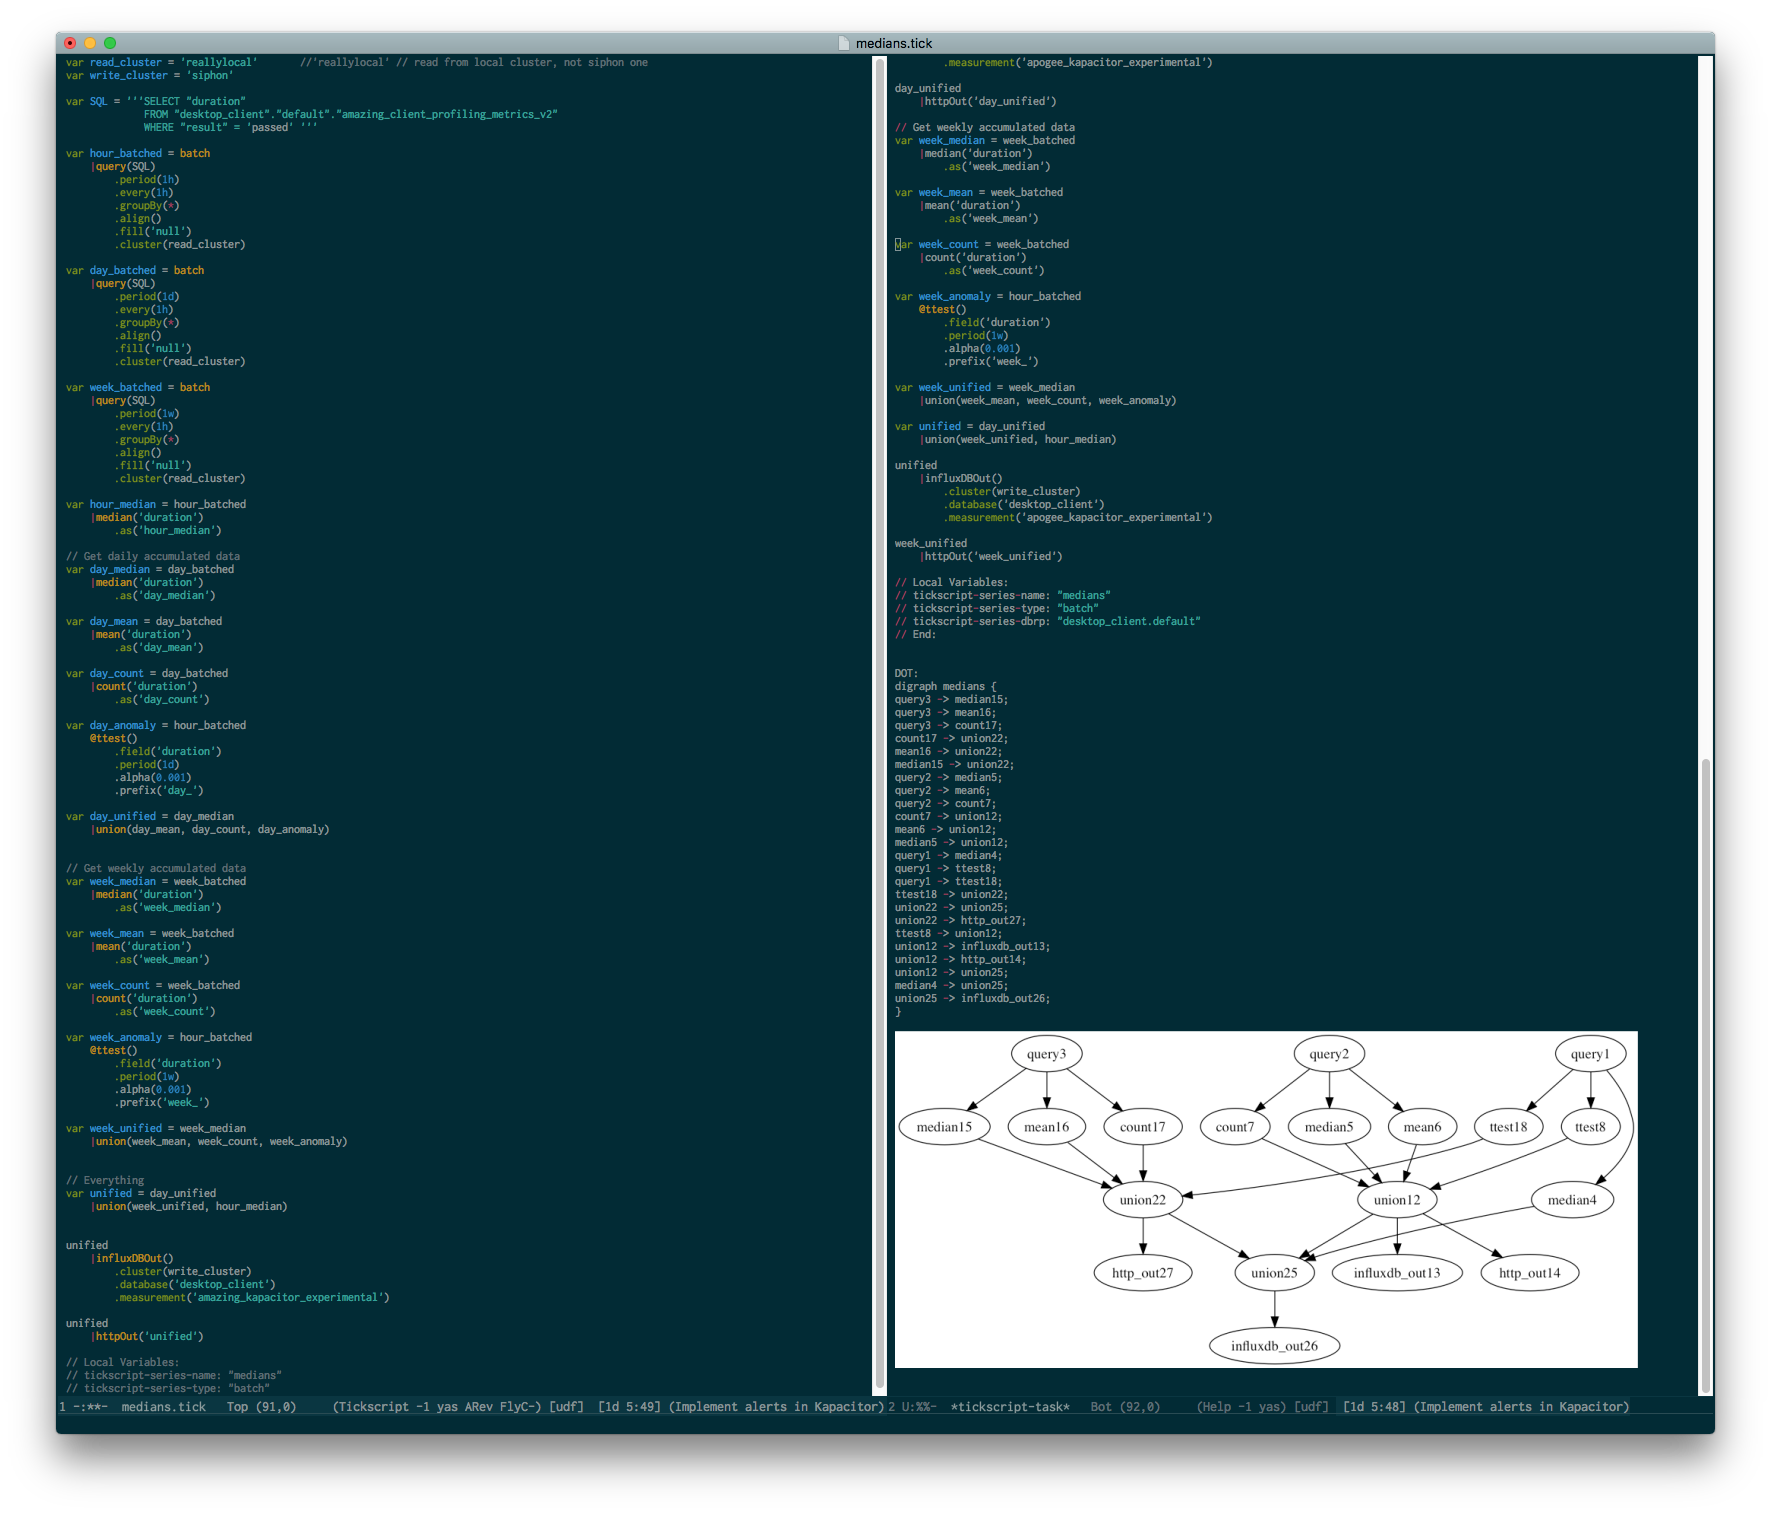 medians.tick
var read_cluster = 'reallylocal'       //'reallylocal' // read from local cluster, not siphon one
var write_cluster = 'siphon'
var SQL = '''SELECT "duration"
FROM "desktop_client"."default"."amazing_client_profiling_metrics_v2"
WHERE "result" = 'passed' '''
var hour_batched = batch
|query(SQL)
.period(1h)
.every(1h)
.groupBy(*)
.align()
.fill('null')
.cluster(read_cluster)
var day_batched = batch
|query(SQL)
.period(1d)
.every(1h)
.groupBy(*)
.align()
.fill('null')
.cluster(read_cluster)
var week_batched = batch
|query(SQL)
.period(1w)
.every(1h)
.groupBy(*)
.align()
.fill('null')
.cluster(read_cluster)
var hour_median = hour_batched
|median('duration')
.as('hour_median')
// Get daily accumulated data
var day_median = day_batched
|median('duration')
.as('day_median')
var day_mean = day_batched
|mean('duration')
.as('day_mean')
var day_count = day_batched
|count('duration')
.as('day_count')
var day_anomaly = hour_batched
@ttest()
.field('duration')
.period(1d)
.alpha(0.001)
.prefix('day_')
var day_unified = day_median
|union(day_mean, day_count, day_anomaly)
// Get weekly accumulated data
var week_median = week_batched
|median('duration')
.as('week_median')
var week_mean = week_batched
|mean('duration')
.as('week_mean')
var week_count = week_batched
|count('duration')
.as('week_count')
var week_anomaly = hour_batched
@ttest()
.field('duration')
.period(1w)
.alpha(0.001)
.prefix('week_')
var week_unified = week_median
|union(week_mean, week_count, week_anomaly)
// Everything
var unified = day_unified
|union(week_unified, hour_median)
unified
|influxDBOut()
.cluster(write_cluster)
.database('desktop_client')
.measurement('amazing_kapacitor_experimental')
unified
|httpOut('unified')
// Local Variables:
// tickscript-series-name: "medians"
// tickscript-series-type: "batch"
1 -:**-  medians.tick   Top (91,0)     (Tickscript -1 yas ARev FlyC-) [udf]  [1d 5:49] (Implement alerts in Kapacitor)
.measurement('apogee_kapacitor_experimental')
day_unified
|httpOut('day_unified')
// Get weekly accumulated data
var week_median = week_batched
|median('duration')
.as('week_median')
var week_mean = week_batched
|mean('duration')
.as('week_mean')
var week_count = week_batched
|count('duration')
.as('week_count')
var week_anomaly = hour_batched
@ttest()
.field('duration')
.period(1w)
.alpha(0.001)
.prefix('week_')
var week_unified = week_median
|union(week_mean, week_count, week_anomaly)
var unified = day_unified
|union(week_unified, hour_median)
unified
|influxDBOut()
.cluster(write_cluster)
.database('desktop_client')
.measurement('apogee_kapacitor_experimental')
week_unified
|httpOut('week_unified')
// Local Variables:
// tickscript-series-name: "medians"
// tickscript-series-type: "batch"
// tickscript-series-dbrp: "desktop_client.default"
// End:
DOT:
digraph medians {
query3 -> median15;
query3 -> mean16;
query3 -> count17;
count17 -> union22;
mean16 -> union22;
median15 -> union22;
query2 -> median5;
query2 -> mean6;
query2 -> count7;
count7 -> union12;
mean6 -> union12;
median5 -> union12;
query1 -> median4;
query1 -> ttest8;
query1 -> ttest18;
ttest18 -> union22;
union22 -> union25;
union22 -> http_out27;
ttest8 -> union12;
union12 -> influxdb_out13;
union12 -> http_out14;
union12 -> union25;
median4 -> union25;
union25 -> influxdb_out26;
}
query3 query2 query1
median15 mean16 count17 count7 median5 mean6 ttest18 ttest8
union22 union12 median4
http_out27 union25 influxdb_out13 http_out14
influxdb_out26
2 U:%%-  *tickscript-task*   Bot (92,0)     (Help -1 yas) [udf]  [1d 5:48] (Implement alerts in Kapacitor)